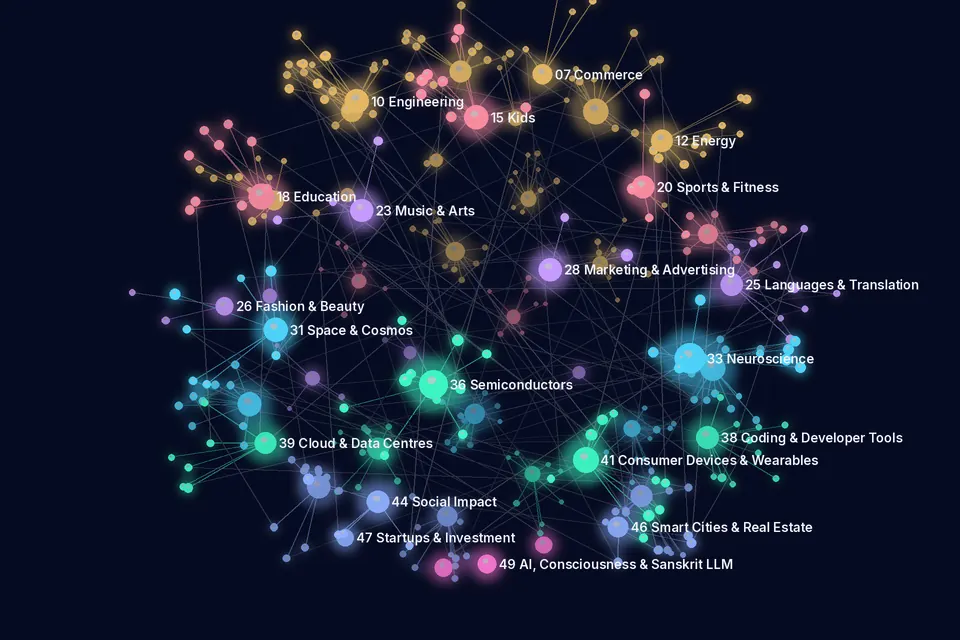 07 Commerce
10 Engineering
15 Kids
12 Energy
20 Sports & Fitness
18 Education
23 Music & Arts
28 Marketing & Advertising
25 Languages & Translation
26 Fashion & Beauty
31 Space & Cosmos
33 Neuroscience
36 Semiconductors
38 Coding & Developer Tools
39 Cloud & Data Centres
41 Consumer Devices & Wearables
44 Social Impact
46 Smart Cities & Real Estate
47 Startups & Investment
49 AI, Consciousness & Sanskrit LLM